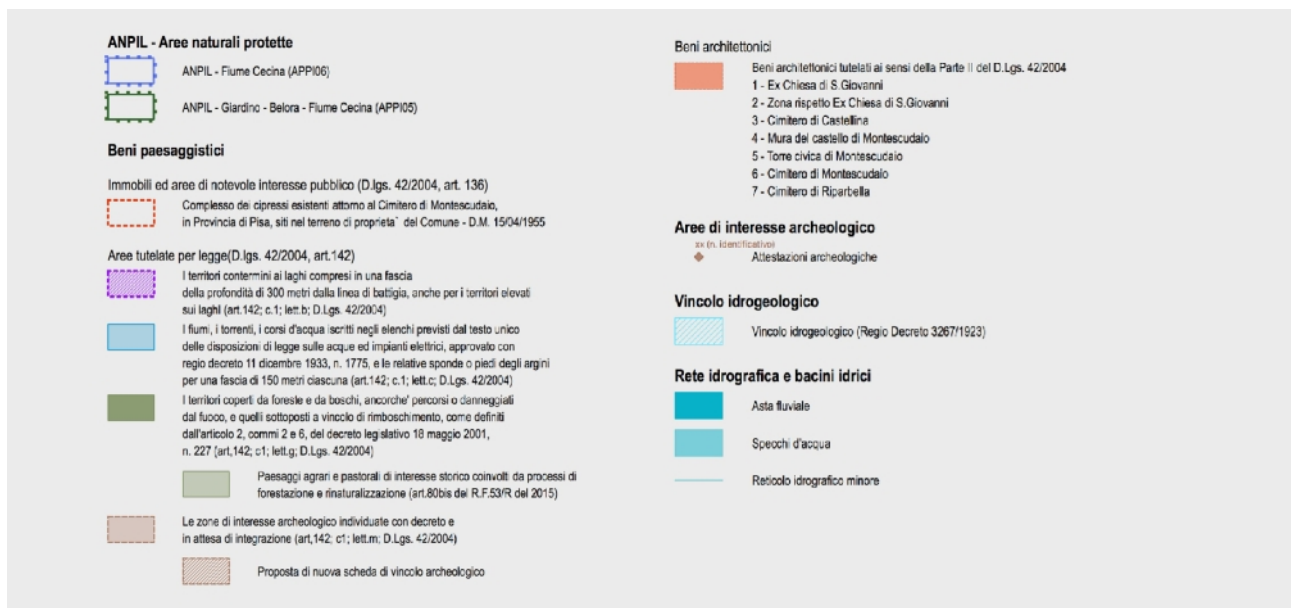 ANPIL - Aree naturali protette
ANPIL - Fiume Cecina (APPI06)
ANPIL - Giardino - Belora - Fiume Cecina (APPI05)
Beni paesaggistici
Immobili ed aree di notevole interesse pubblico (D.lgs. 42/2004, art. 136)
Complesso dei cipressi esistenti attorno al Cimitero di Montescudaio,
in Provincia di Pisa, siti nel terreno di proprieta` del Comune - D.M. 15/04/1955
Aree tutelate per legge(D.lgs. 42/2004, art.142)
I territori contermini ai laghi compresi in una fascia
della profondità di 300 metri dalla linea di battigia, anche per i territori elevati
sui laghI (art.142; c.1; lett.b; D.Lgs. 42/2004)
I fiumi, i torrenti, i corsi d'acqua iscritti negli elenchi previsti dal testo unico
delle disposizioni di legge sulle acque ed impianti elettrici, approvato con
regio decreto 11 dicembre 1933, n. 1775, e le relative sponde o piedi degli argini
per una fascia di 150 metri ciascuna (art.142; c.1; lett.c; D.Lgs. 42/2004)
I territori coperti da foreste e da boschi, ancorche' percorsi o danneggiati
dal fuoco, e quelli sottoposti a vincolo di rimboschimento, come definiti
dall'articolo 2, commi 2 e 6, del decreto legislativo 18 maggio 2001,
n. 227 (art,142; c1; lett.g; D.Lgs. 42/2004)
Paesaggi agrari e pastorali di interesse storico coinvolti da processi di
forestazione e rinaturalizzazione (art.80bis del R.F.53/R del 2015)
Le zone di interesse archeologico individuate con decreto e
in attesa di integrazione (art,142; c1; lett.m; D.Lgs. 42/2004)
Proposta di nuova scheda di vincolo archeologico
Beni architettonici
Beni architettonici tutelati ai sensi della Parte II del D.Lgs. 42/2004
1 - Ex Chiesa di S.Giovanni
2 - Zona rispetto Ex Chiesa di S.Giovanni
3 - Cimitero di Castellina
4 - Mura del castello di Montescudaio
5 - Torre civica di Montescudaio
6 - Cimitero di Montescudaio
7 - Cimitero di Riparbella
Aree di interesse archeologico
xx (n. identificativo)
Attestazioni archeologiche
Vincolo idrogeologico
Vincolo idrogeologico (Regio Decreto 3267/1923)
Rete idrografica e bacini idrici
Asta fluviale
Specchi d'acqua
Reticolo idrografico minore